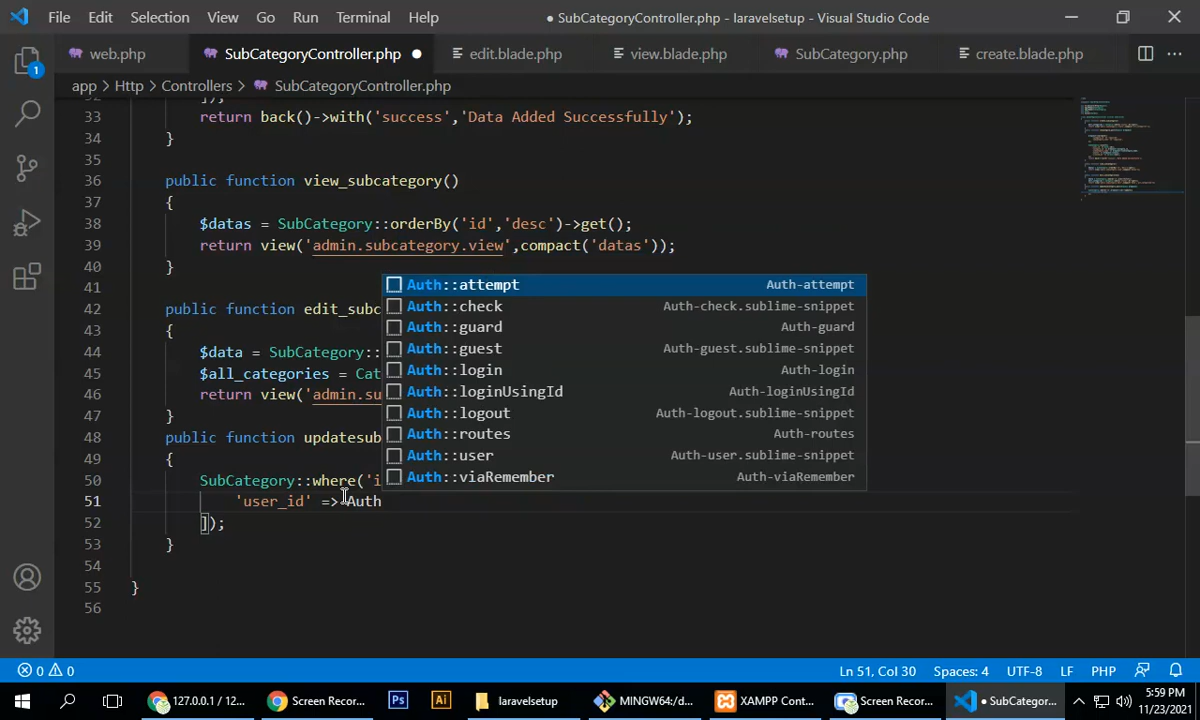 File Edit Selection View Go Run Terminal Help ● SubCategoryController.php - laravelsetup - Visual Studio Code
web.php SubCategoryController.php edit.blade.php view.blade.php SubCategory.php create.blade.php
app > Http > Controllers > SubCategoryController.php
33 return back()->with('success','Data Added Successfully');
34 }
35
36 public function view_subcategory()
37 {
38 $datas = SubCategory::orderBy('id','desc')->get();
39 return view('admin.subcategory.view',compact('datas'));
40 }
41
Auth::attempt Auth-attempt
42 public function edit_subc
Auth::check Auth-check.sublime-snippet
43 {
Auth::guard Auth-guard
44 $data = SubCategory::
Auth::guest Auth-guest.sublime-snippet
45 $all_categories = Cat
Auth::login Auth-login
46 return view('admin.su
Auth::loginUsingId Auth-loginUsingId
47 }
Auth::logout Auth-logout.sublime-snippet
48 public function updatesub
Auth::routes Auth-routes
49 {
Auth::user Auth-user.sublime-snippet
50 SubCategory::where('i
Auth::viaRemember Auth-viaRemember
51 'user_id' => Auth
52 ]);
53 }
54
55 }
56
1
0 0 Ln 51, Col 30 Spaces: 4 UTF-8 LF PHP
127.0.0.1 / 12... Screen Recor... Ps Ai laravelsetup MINGW64:/d... XAMPP Cont... Screen Recor... ● SubCategor... 5:59 PM
11/23/2021